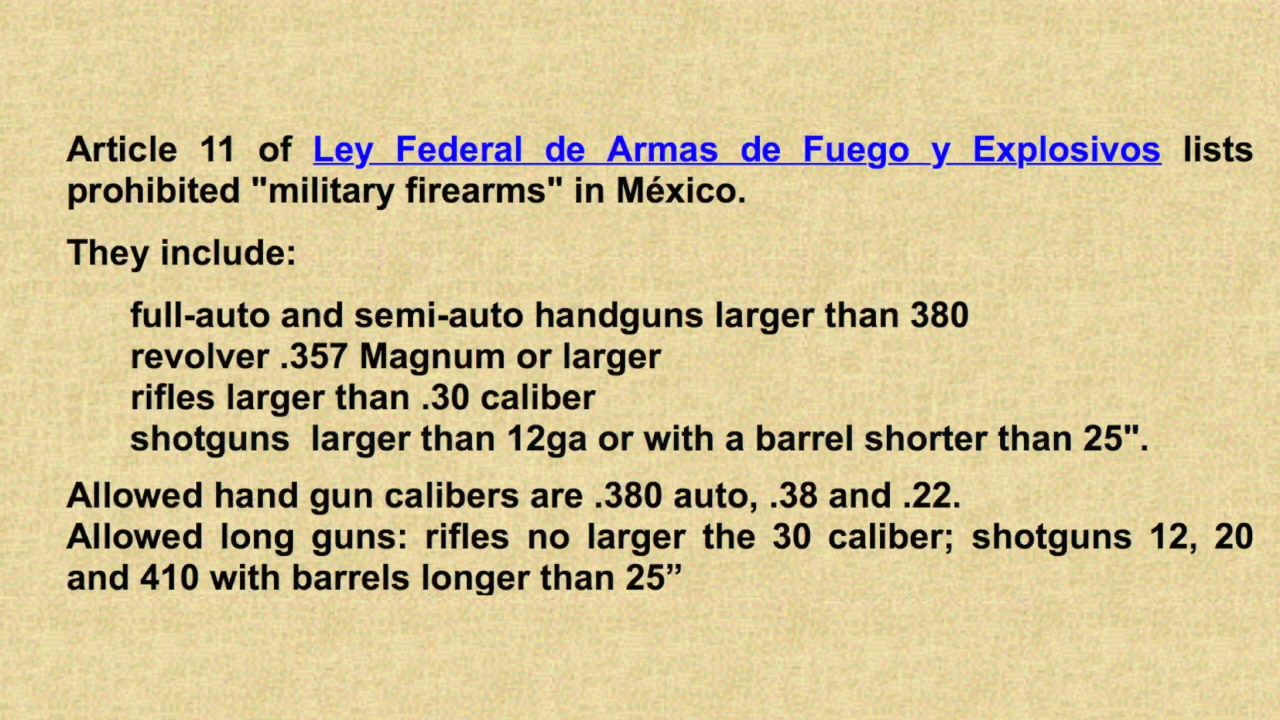 Article 11 of Ley Federal de Armas de Fuego y Explosivos lists
prohibited "military firearms" in México.
They include:
full-auto and semi-auto handguns larger than 380
revolver .357 Magnum or larger
rifles larger than .30 caliber
shotguns  larger than 12ga or with a barrel shorter than 25".
Allowed hand gun calibers are .380 auto, .38 and .22.
Allowed long guns: rifles no larger the 30 caliber; shotguns 12, 20
and 410 with barrels longer than 25”